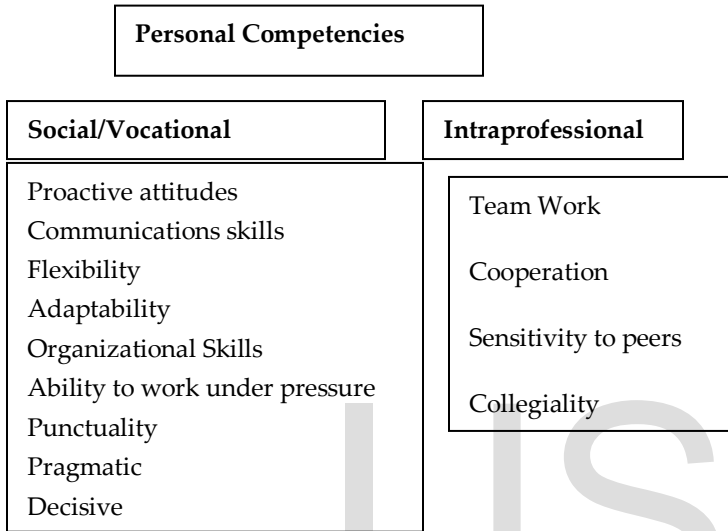 Personal Competencies
Social/Vocational
Proactive attitudes
Communications skills
Flexibility
Adaptability
Organizational Skills
Ability to work under pressure
Punctuality
Pragmatic
Decisive
Intraprofessional
Team Work
Cooperation
Sensitivity to peers
Collegiality